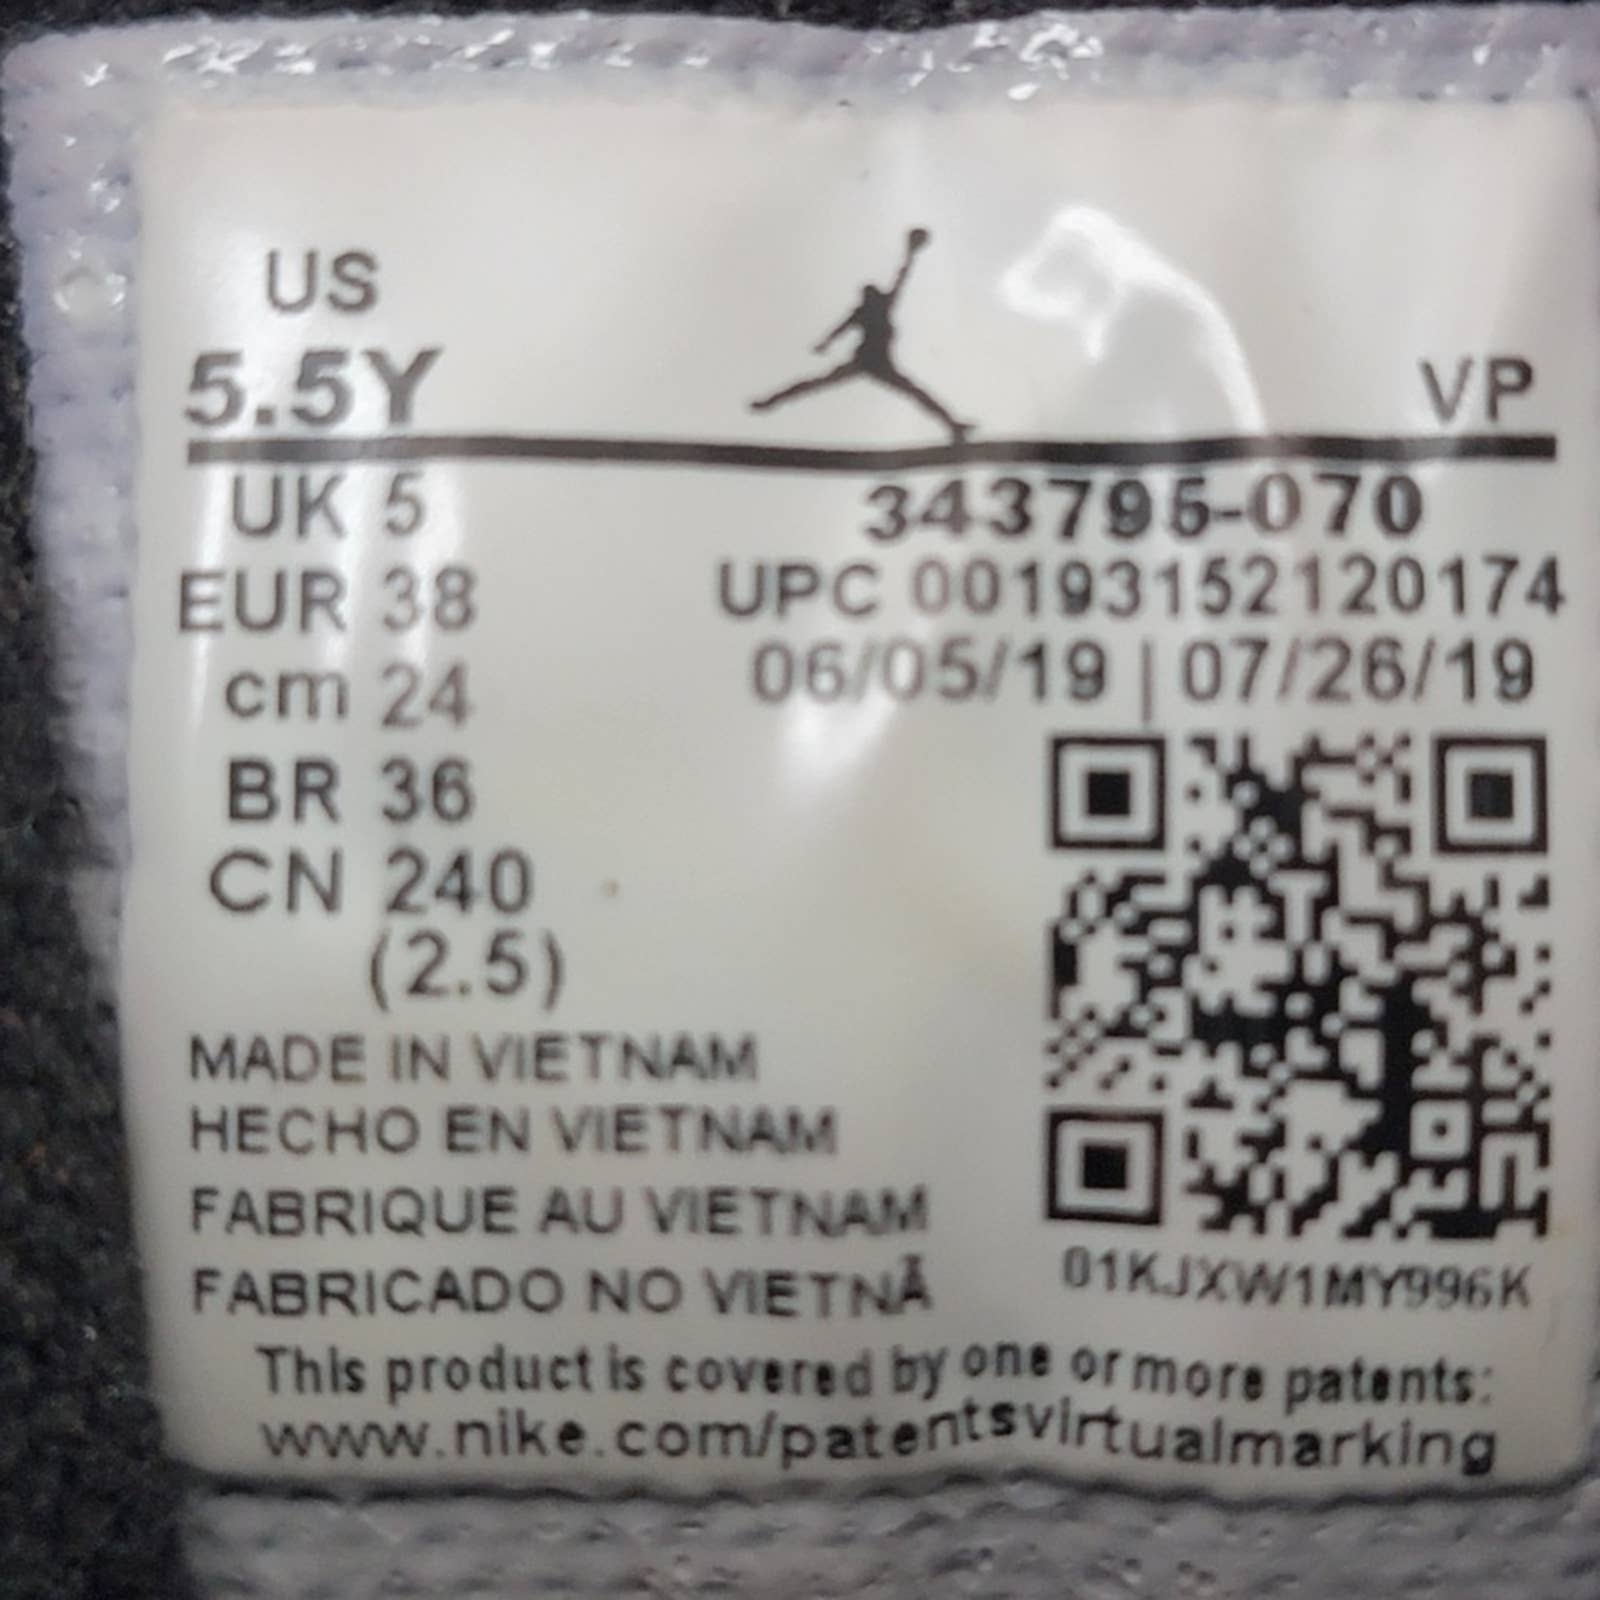 US
5.5Y
VP
UK 5
343795-070
EUR 38
UPC 00193152120174
cm 24
06/05/19 | 07/26/19
BR 36
CN 240
(2.5)
MADE IN VIETNAM
HECHO EN VIETNAM
FABRIQUE AU VIETNAM
FABRICADO NO VIETNÃ
01KJXW1MY996K
This product is covered by one or more patents:
www.nike.com/patentsvirtualmarking